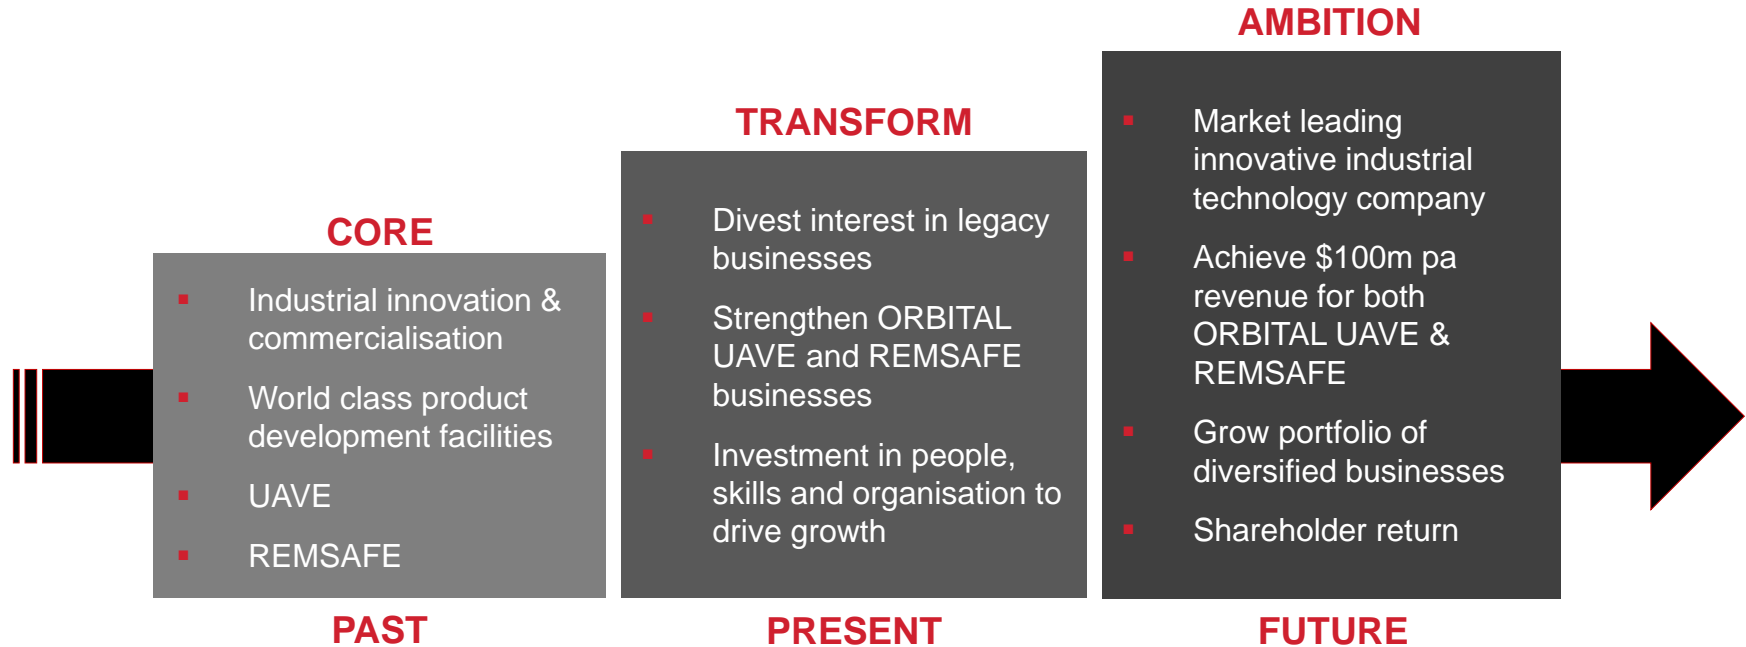 CORE
Industrial innovation &
commercialisation
World class product
development facilities
UAVE
REMSAFE
PAST
TRANSFORM
Divest interest in legacy
businesses
Strengthen ORBITAL
UAVE and REMSAFE
businesses
Investment in people,
skills and organisation to
drive growth
PRESENT
AMBITION
Market leading
innovative industrial
technology company
Achieve $100m pa
revenue for both
ORBITAL UAVE &
REMSAFE
Grow portfolio of
diversified businesses
Shareholder return
FUTURE